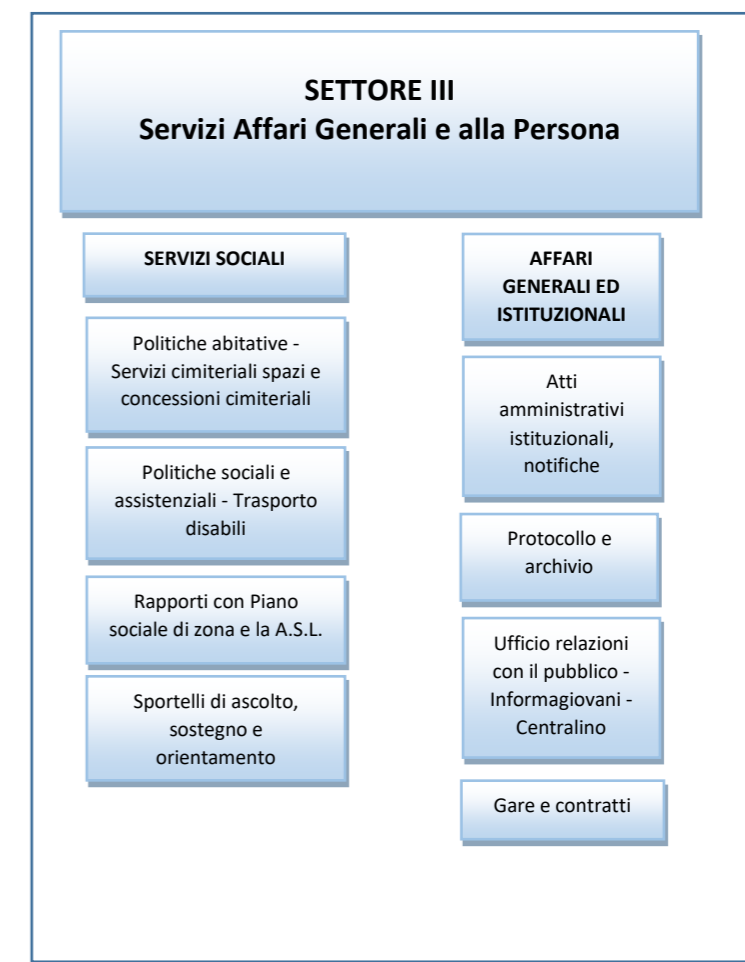 SETTORE III
Servizi Affari Generali e alla Persona
SERVIZI SOCIALI
Politiche abitative -
Servizi cimiteriali spazi e
concessioni cimiteriali
Politiche sociali e
assistenziali - Trasporto
disabili
Rapporti con Piano
sociale di zona e la A.S.L.
Sportelli di ascolto,
sostegno e
orientamento
AFFARI
GENERALI ED
ISTITUZIONALI
Atti
amministrativi
istituzionali,
notifiche
Protocollo e
archivio
Ufficio relazioni
con il pubblico -
Informagiovani -
Centralino
Gare e contratti